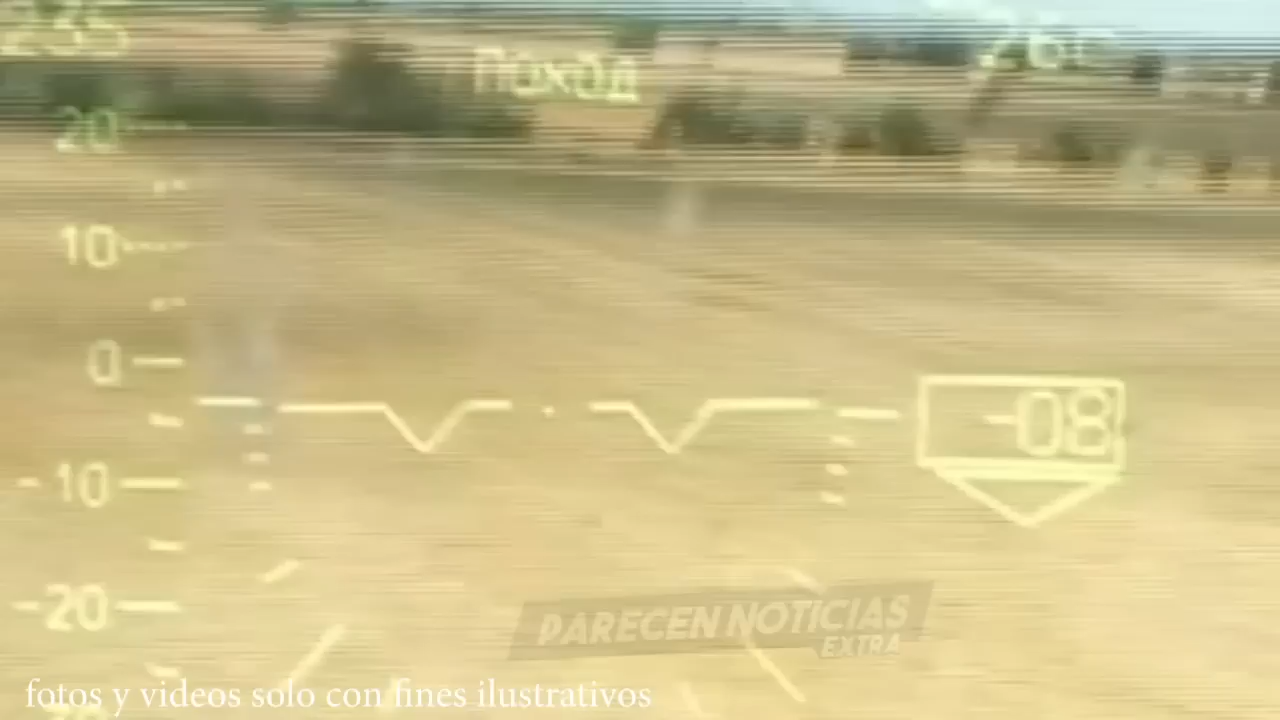 235
ПОХОД
20
10
0
-08
-10
-20
PARECEN NOTICIAS
EXTRA
fotos y videos solo con fines ilustrativos